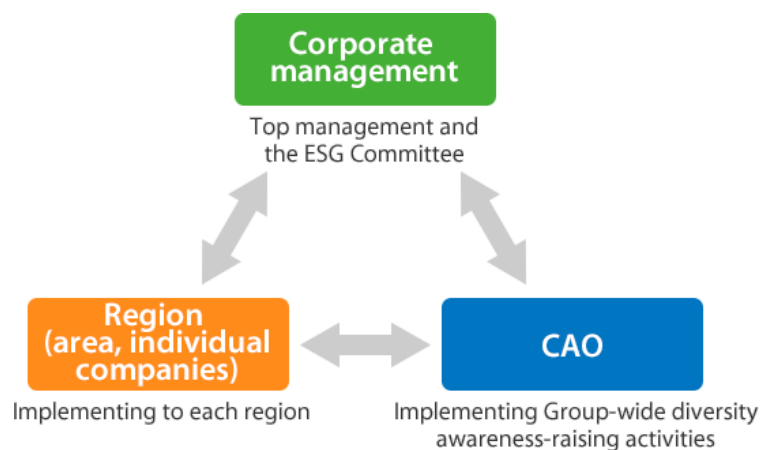 Corporate
management
Top management and
the ESG Committee
Region
(area, individual
companies)
Implementing to each region
CAO
Implementing Group-wide diversity
awareness-raising activities